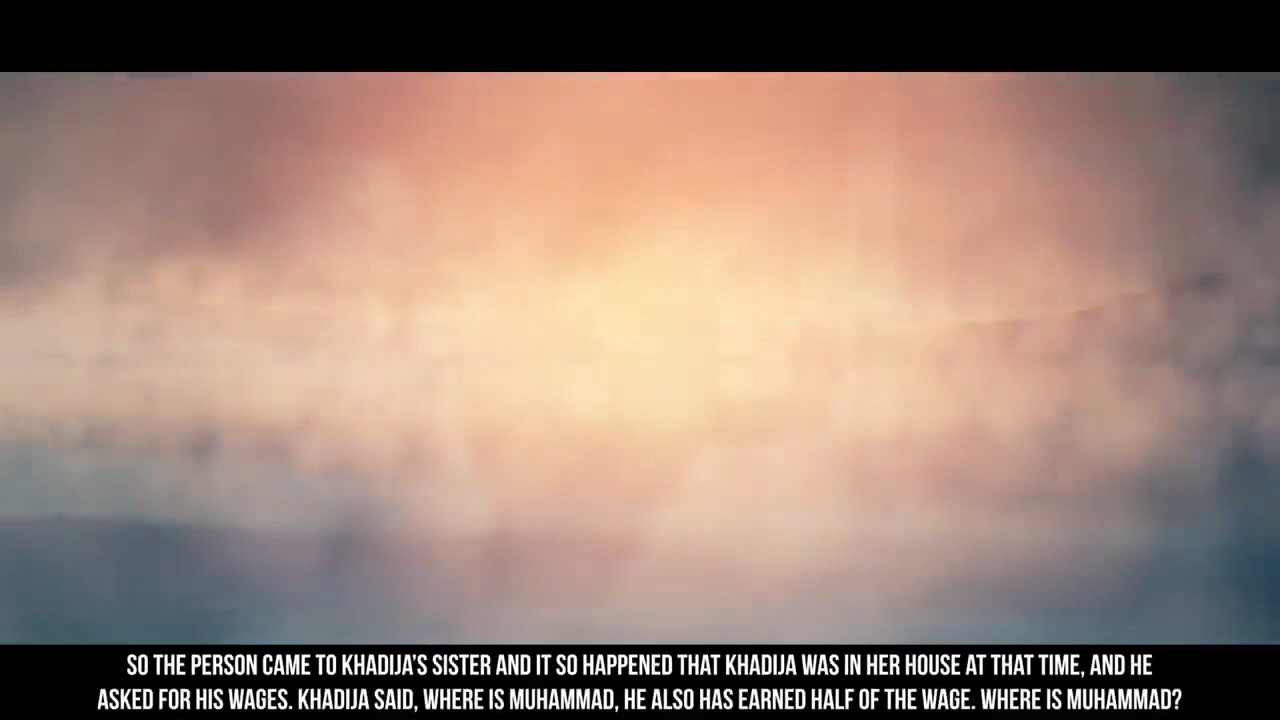 SO THE PERSON CAME TO KHADIJA'S SISTER AND IT SO HAPPENED THAT KHADIJA WAS IN HER HOUSE AT THAT TIME, AND HE
ASKED FOR HIS WAGES. KHADIJA SAID, WHERE IS MUHAMMAD, HE ALSO HAS EARNED HALF OF THE WAGE. WHERE IS MUHAMMAD?